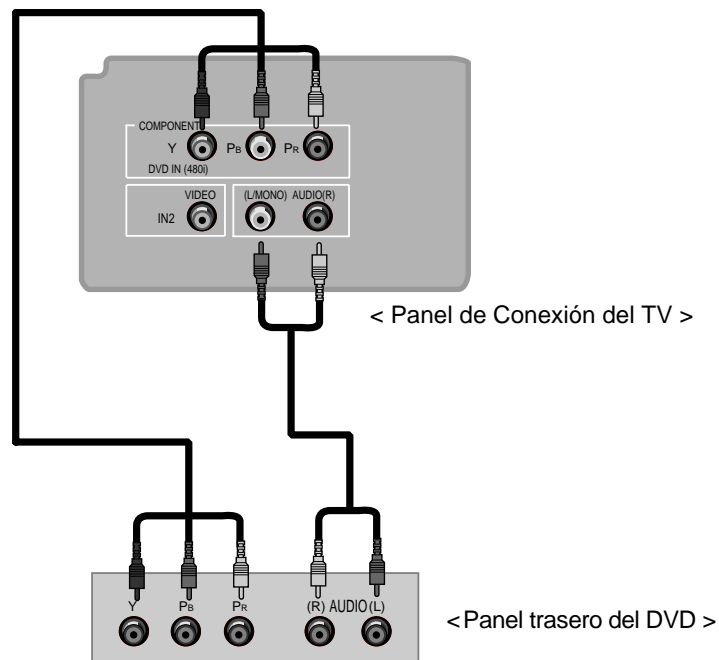 COMPONENT
Y PB PR
DVD IN (480i)
VIDEO (L/MONO) AUDIO(R)
IN2
< Panel de Conexión del TV >
Y PB PR (R) AUDIO (L)
<Panel trasero del DVD >